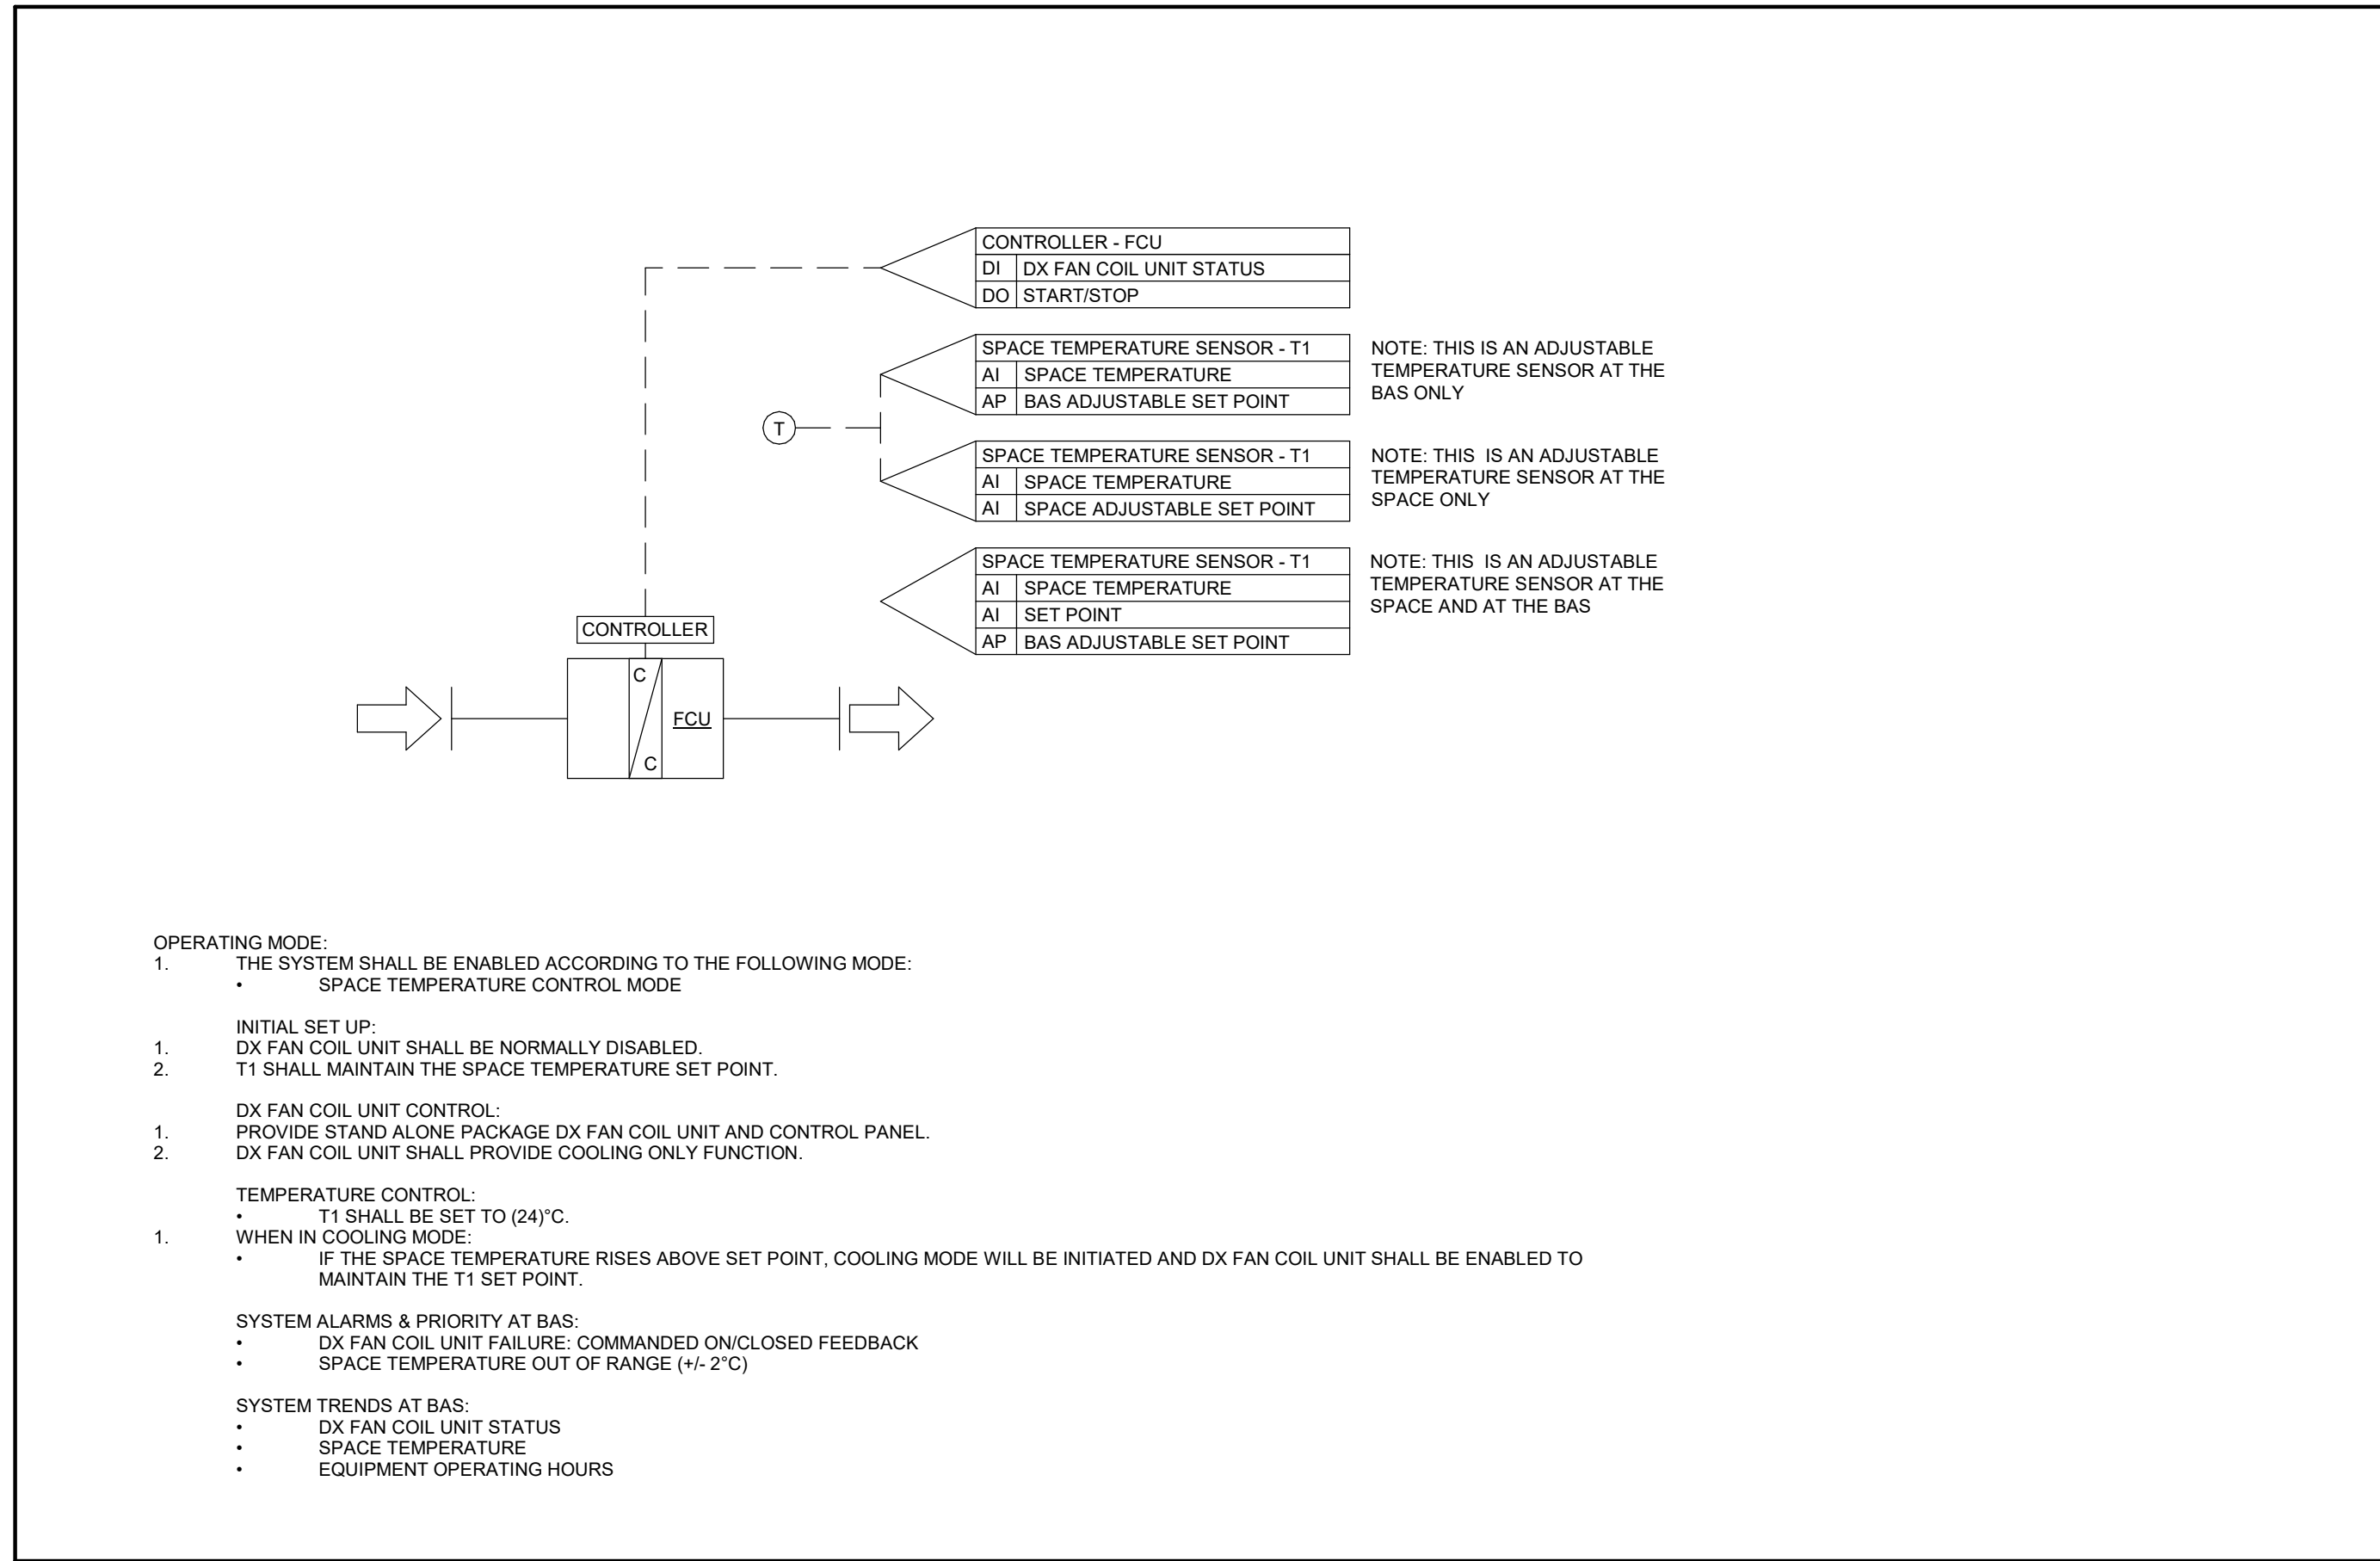 CONTROLLER - FCU
DI DX FAN COIL UNIT STATUS
DO START/STOP
SPACE TEMPERATURE SENSOR - T1
AI SPACE TEMPERATURE
AP BAS ADJUSTABLE SET POINT
NOTE: THIS IS AN ADJUSTABLE
TEMPERATURE SENSOR AT THE
BAS ONLY
T
SPACE TEMPERATURE SENSOR - T1
AI SPACE TEMPERATURE
AI SPACE ADJUSTABLE SET POINT
NOTE: THIS IS AN ADJUSTABLE
TEMPERATURE SENSOR AT THE
SPACE ONLY
SPACE TEMPERATURE SENSOR - T1
AI SPACE TEMPERATURE
AI SET POINT
AP BAS ADJUSTABLE SET POINT
NOTE: THIS IS AN ADJUSTABLE
TEMPERATURE SENSOR AT THE
SPACE AND AT THE BAS
CONTROLLER
C
FCU
C
OPERATING MODE:
1. THE SYSTEM SHALL BE ENABLED ACCORDING TO THE FOLLOWING MODE:
• SPACE TEMPERATURE CONTROL MODE
INITIAL SET UP:
1. DX FAN COIL UNIT SHALL BE NORMALLY DISABLED.
2. T1 SHALL MAINTAIN THE SPACE TEMPERATURE SET POINT.
DX FAN COIL UNIT CONTROL:
1. PROVIDE STAND ALONE PACKAGE DX FAN COIL UNIT AND CONTROL PANEL.
2. DX FAN COIL UNIT SHALL PROVIDE COOLING ONLY FUNCTION.
TEMPERATURE CONTROL:
• T1 SHALL BE SET TO (24)°C.
1. WHEN IN COOLING MODE:
• IF THE SPACE TEMPERATURE RISES ABOVE SET POINT, COOLING MODE WILL BE INITIATED AND DX FAN COIL UNIT SHALL BE ENABLED TO
MAINTAIN THE T1 SET POINT.
SYSTEM ALARMS & PRIORITY AT BAS:
• DX FAN COIL UNIT FAILURE: COMMANDED ON/CLOSED FEEDBACK
• SPACE TEMPERATURE OUT OF RANGE (+/- 2°C)
SYSTEM TRENDS AT BAS:
• DX FAN COIL UNIT STATUS
• SPACE TEMPERATURE
• EQUIPMENT OPERATING HOURS